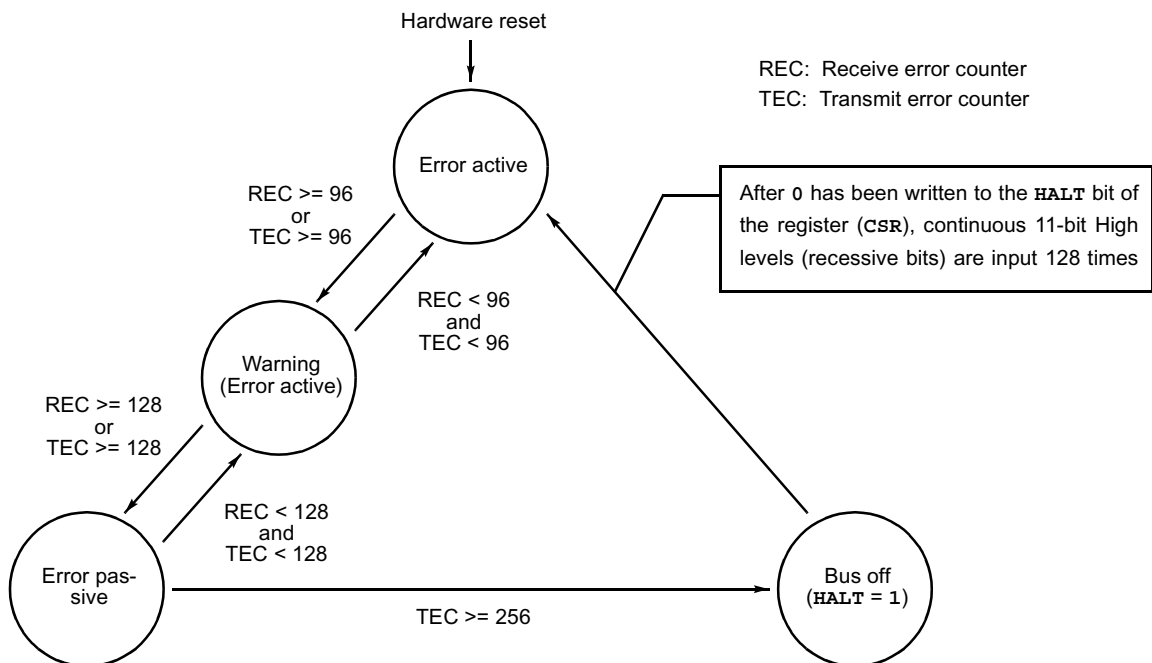 Hardware reset
REC: Receive error counter
TEC: Transmit error counter
Error active
REC >= 96
or
TEC >= 96
After 0 has been written to the HALT bit of
the register (CSR), continuous 11-bit High
levels (recessive bits) are input 128 times
REC < 96
and
TEC < 96
Warning
(Error active)
REC >= 128
or
TEC >= 128
REC < 128
and
TEC < 128
Error pas-
sive
TEC >= 256
Bus off
(HALT = 1)